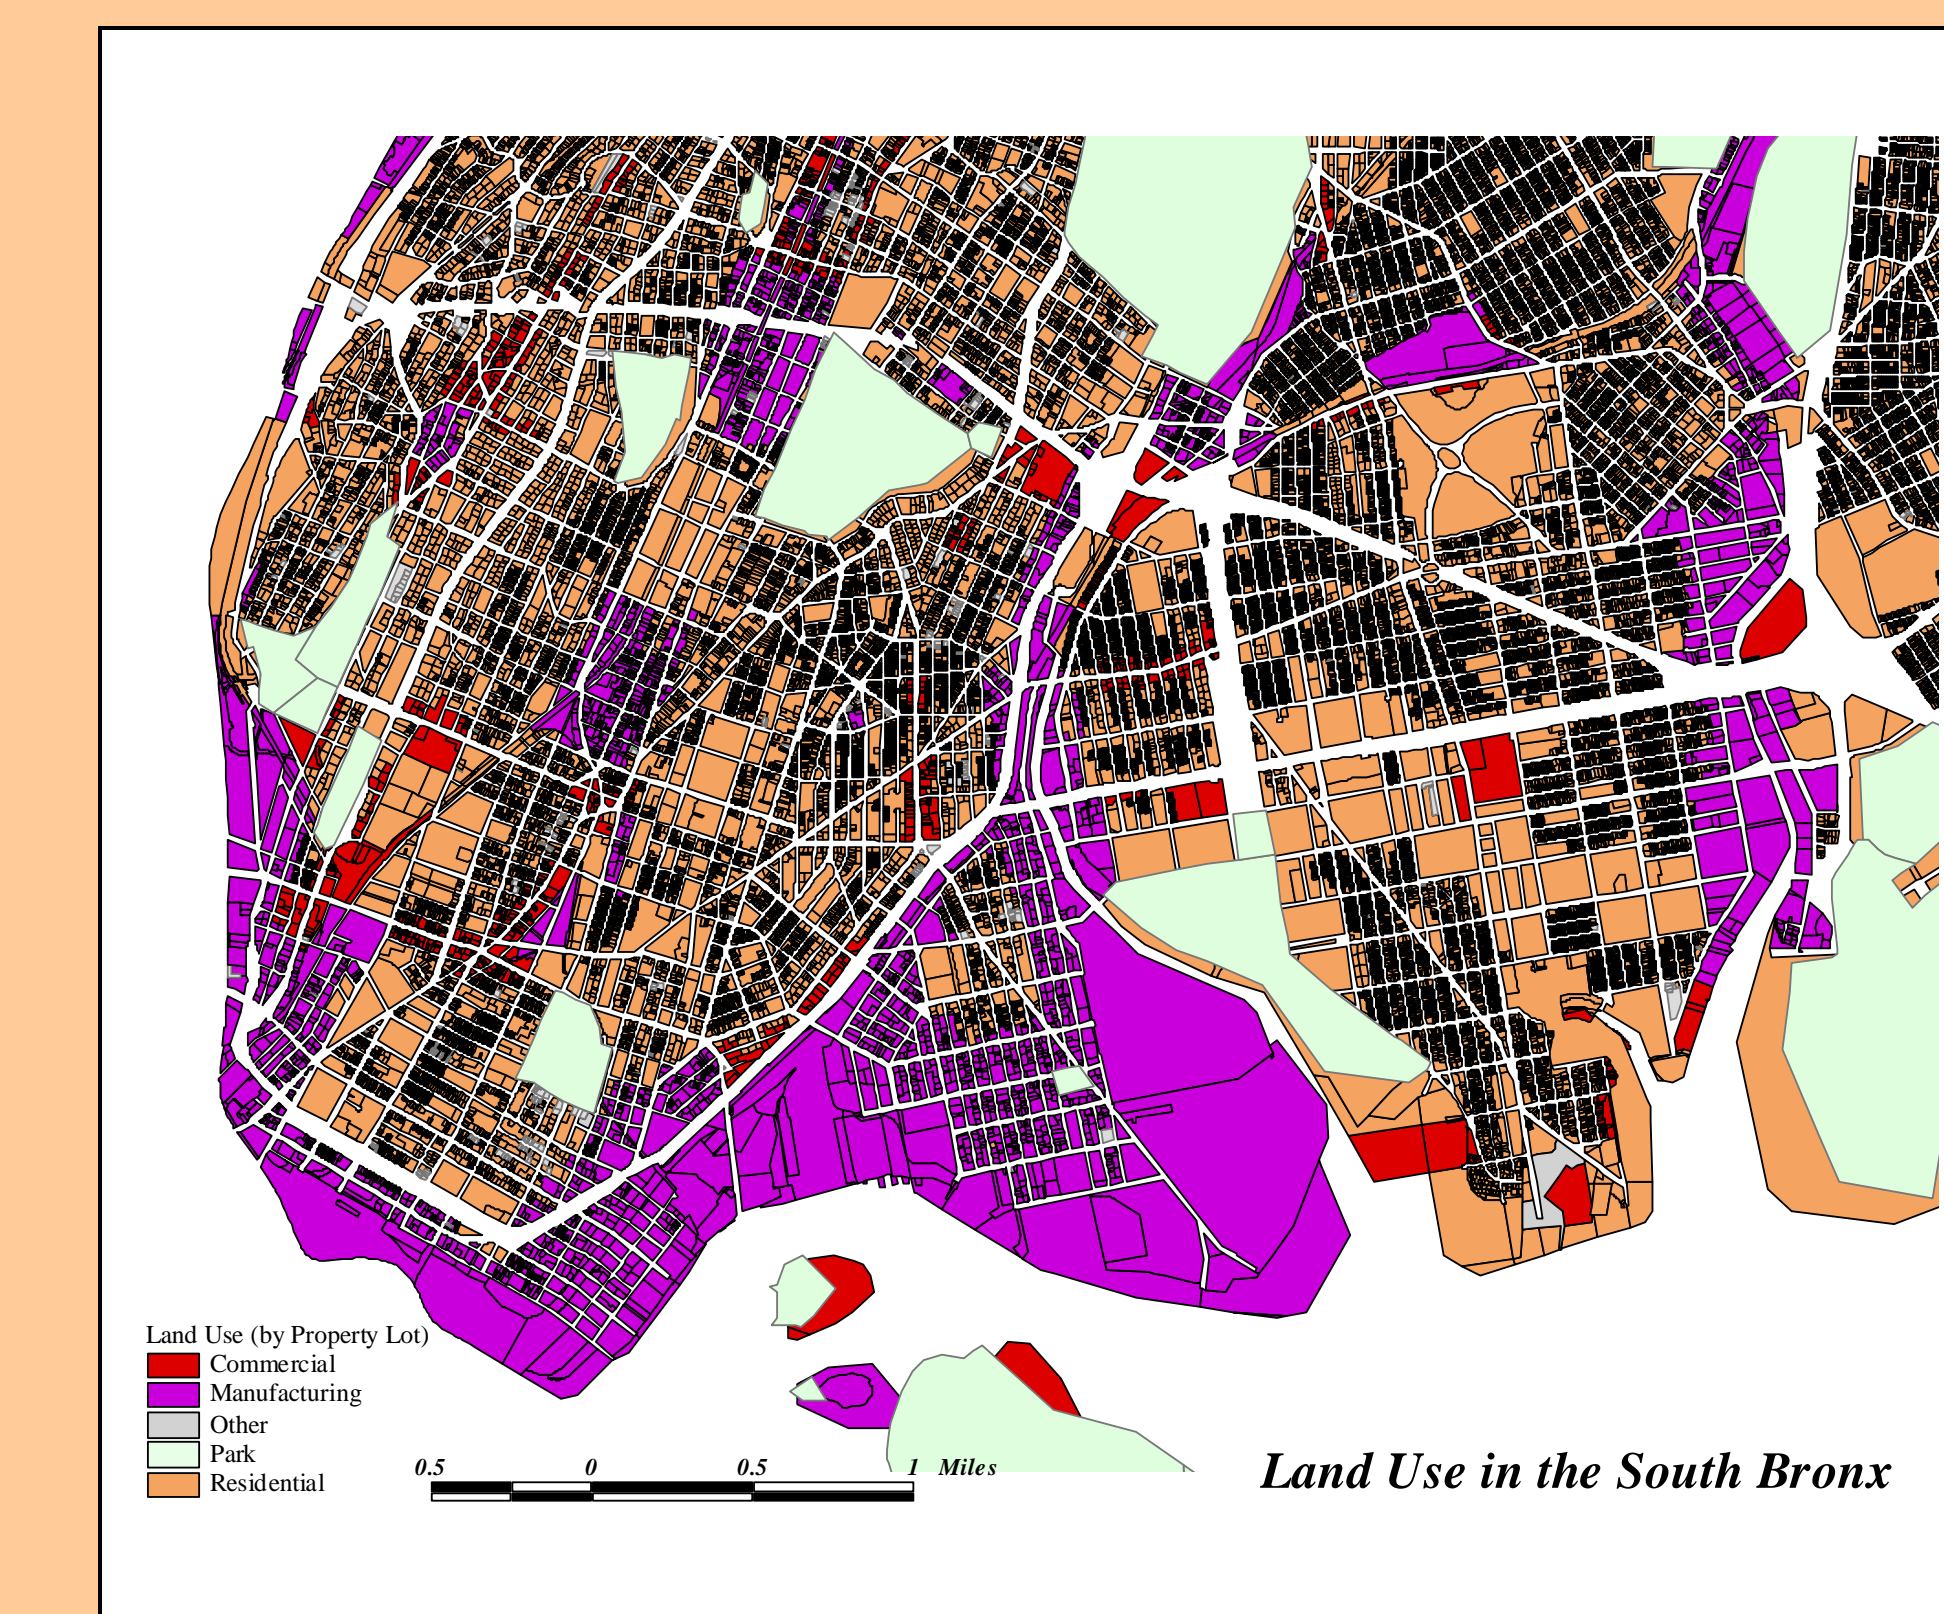 Land Use (by Property Lot)
Commercial
Manufacturing
Other
Park
Residential
0.5 0 0.5 1 Miles
Land Use in the South Bronx